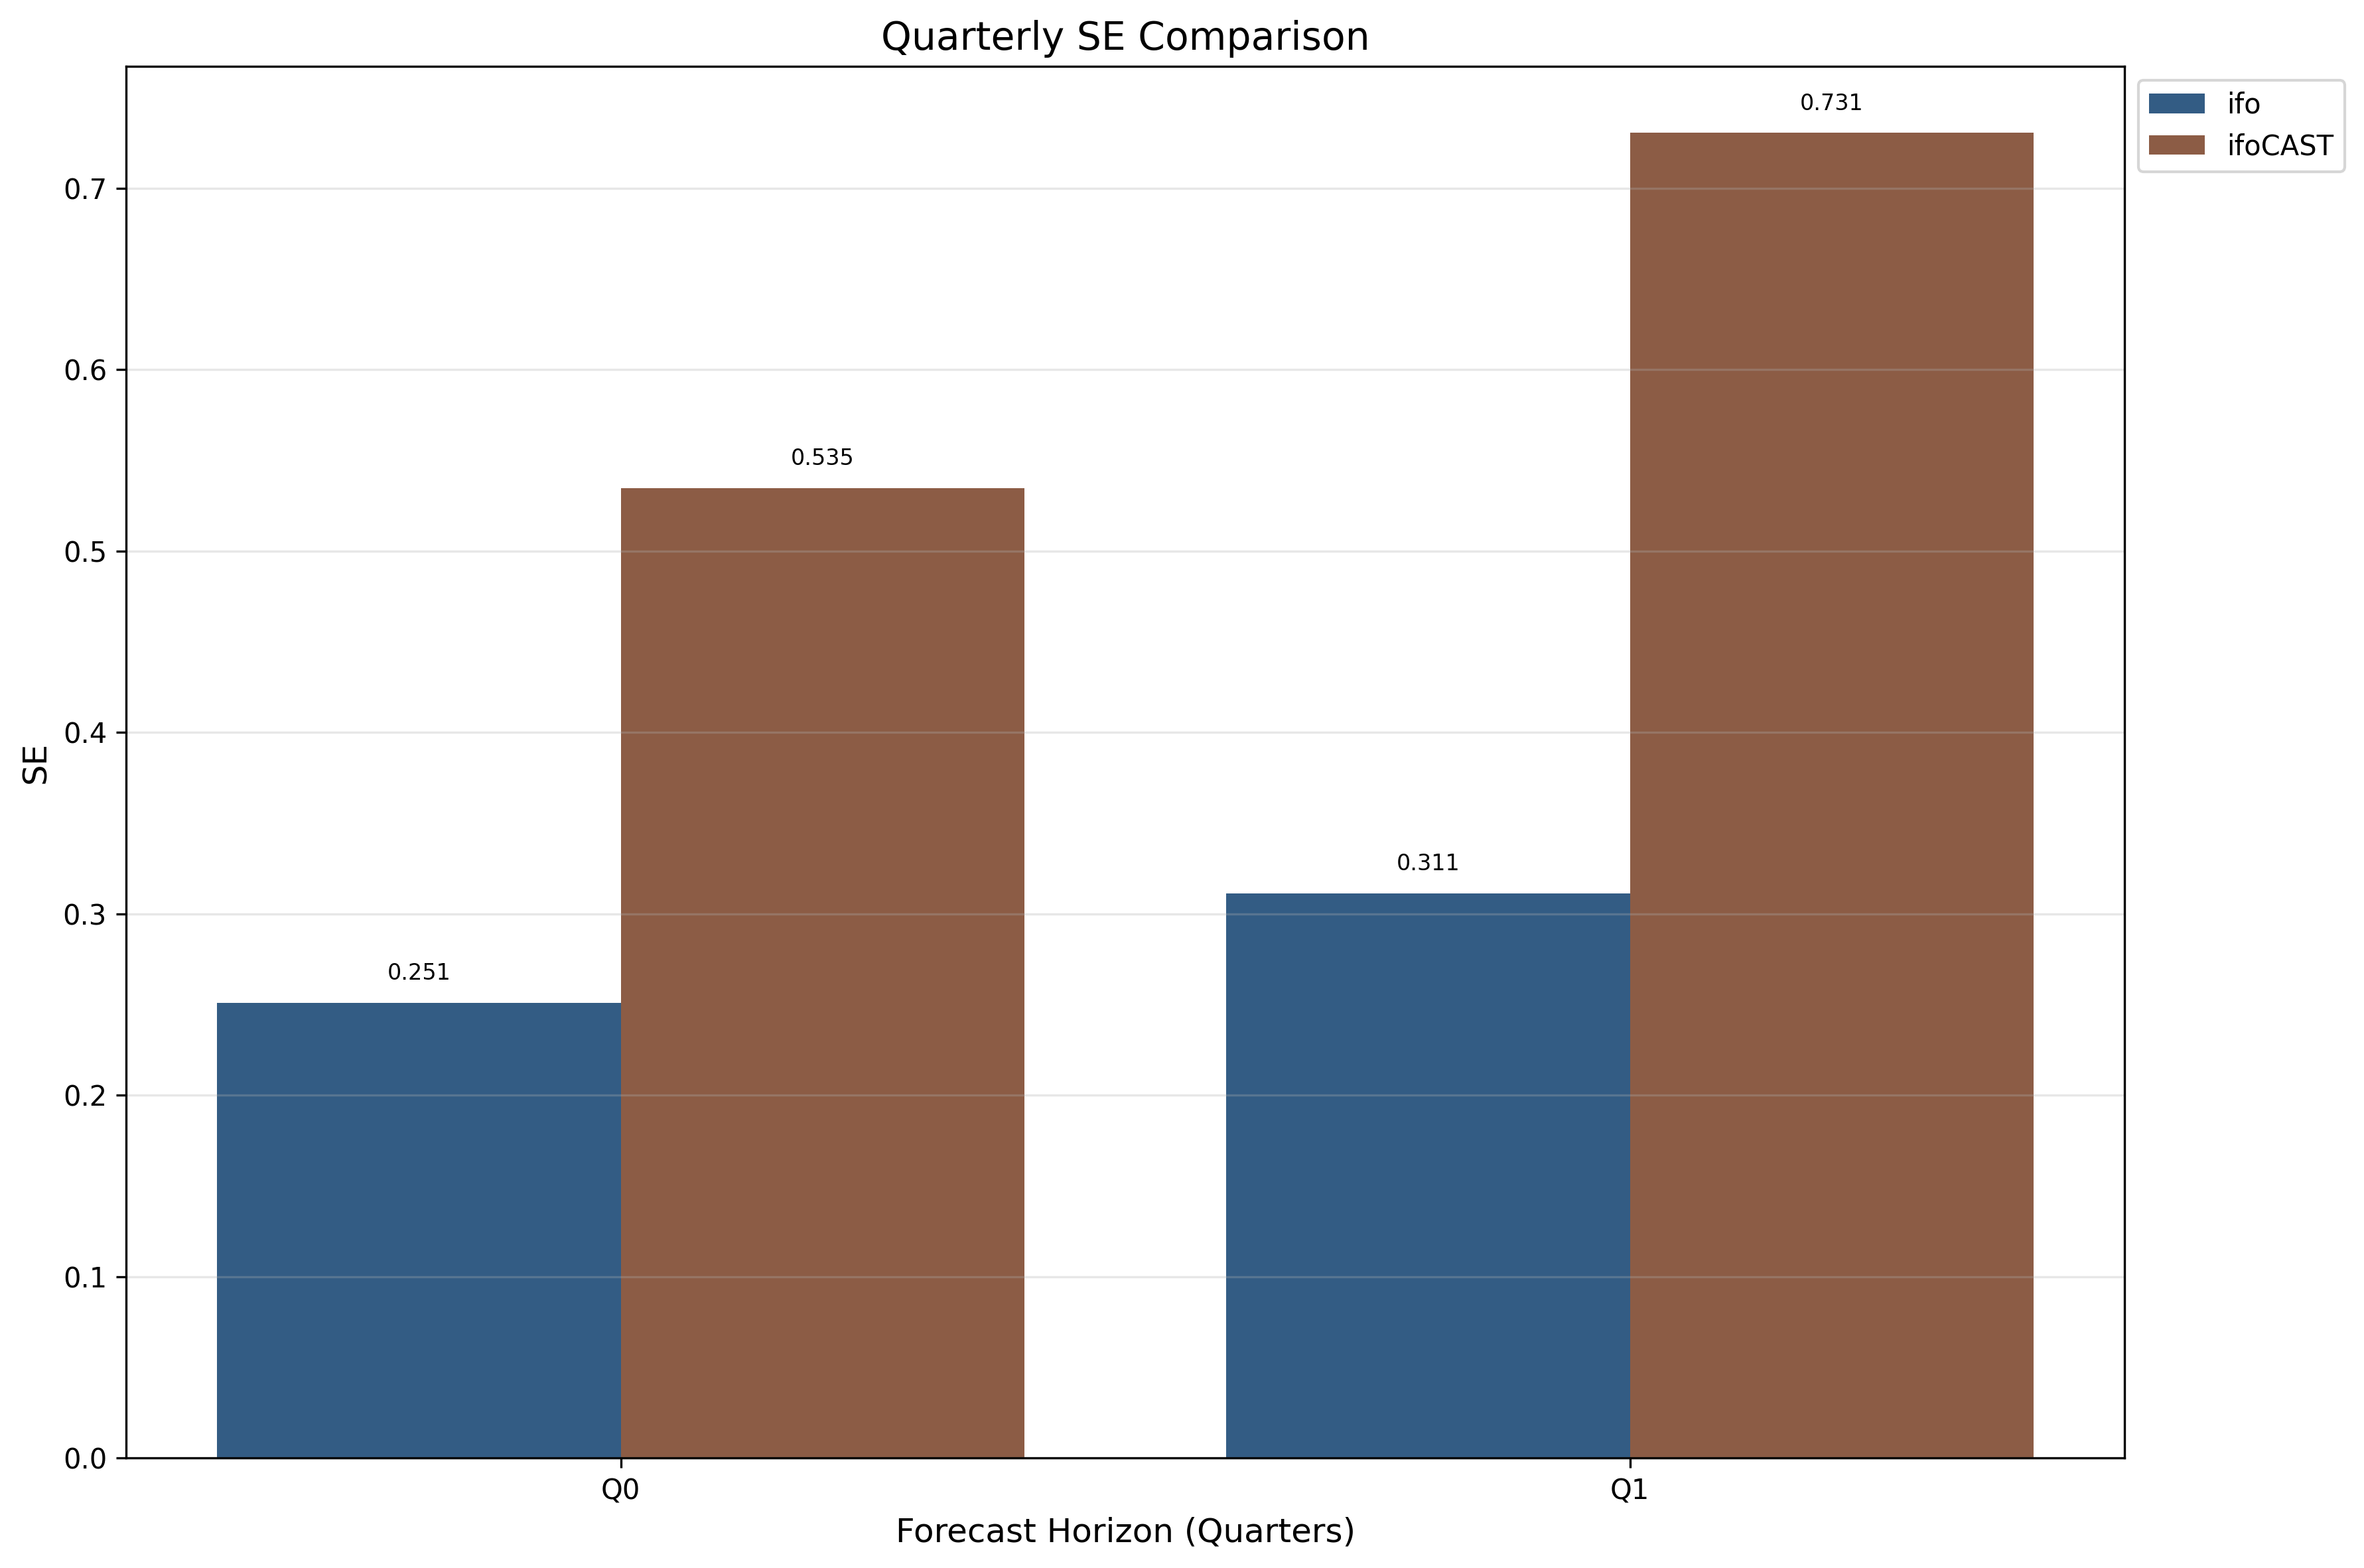 Quarterly SE Comparison
ifo
ifoCAST
0.731
0.535
0.311
0.251
SE
0.7
0.6
0.5
0.4
0.3
0.2
0.1
0.0
Q0
Q1
Forecast Horizon (Quarters)